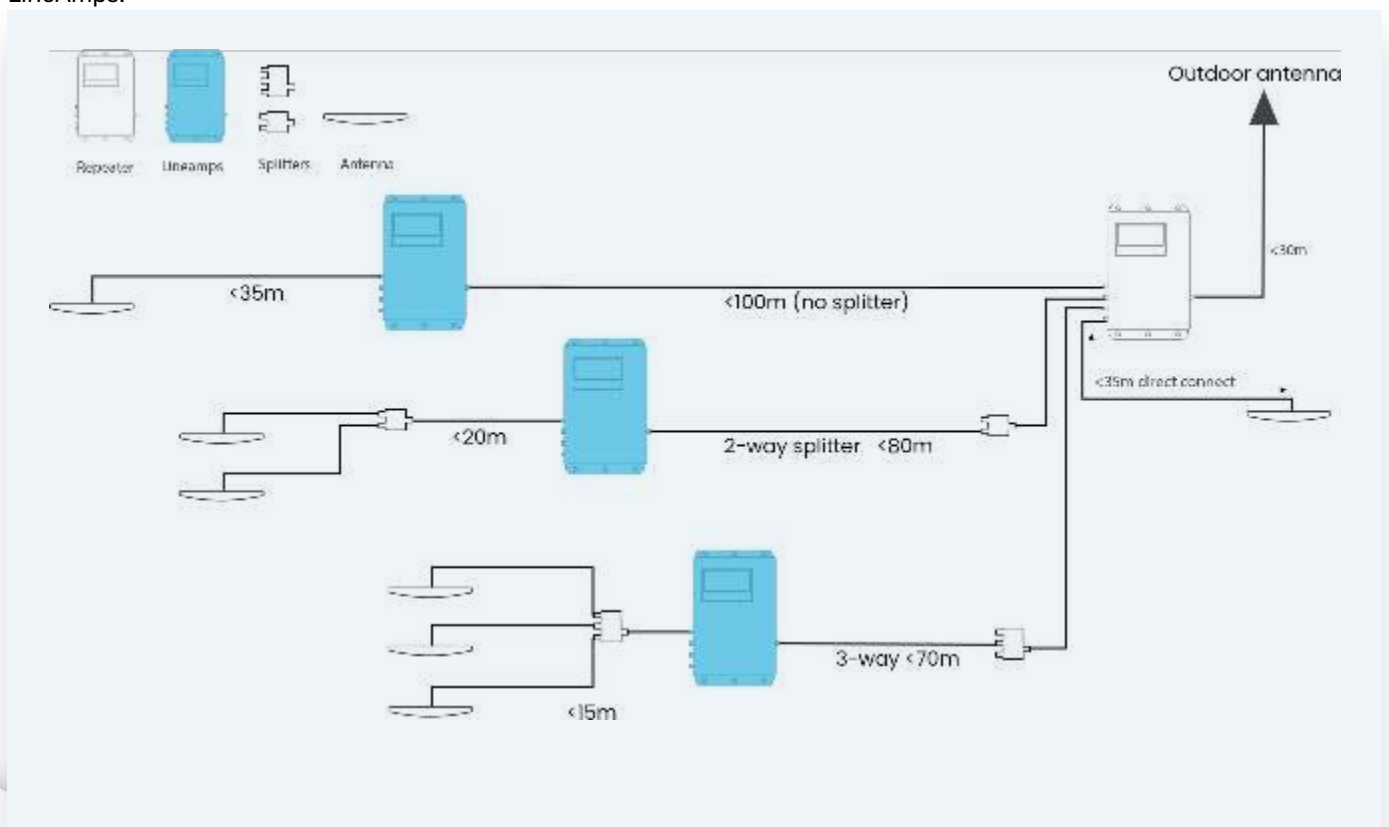 LineAmps.
Outdoor antenna
Repeater Lineamps Splitters Antenna
<30m
<35m
<100m (no splitter)
<35m direct connect
<20m
2-way splitter <80m
3-way <70m
<15m